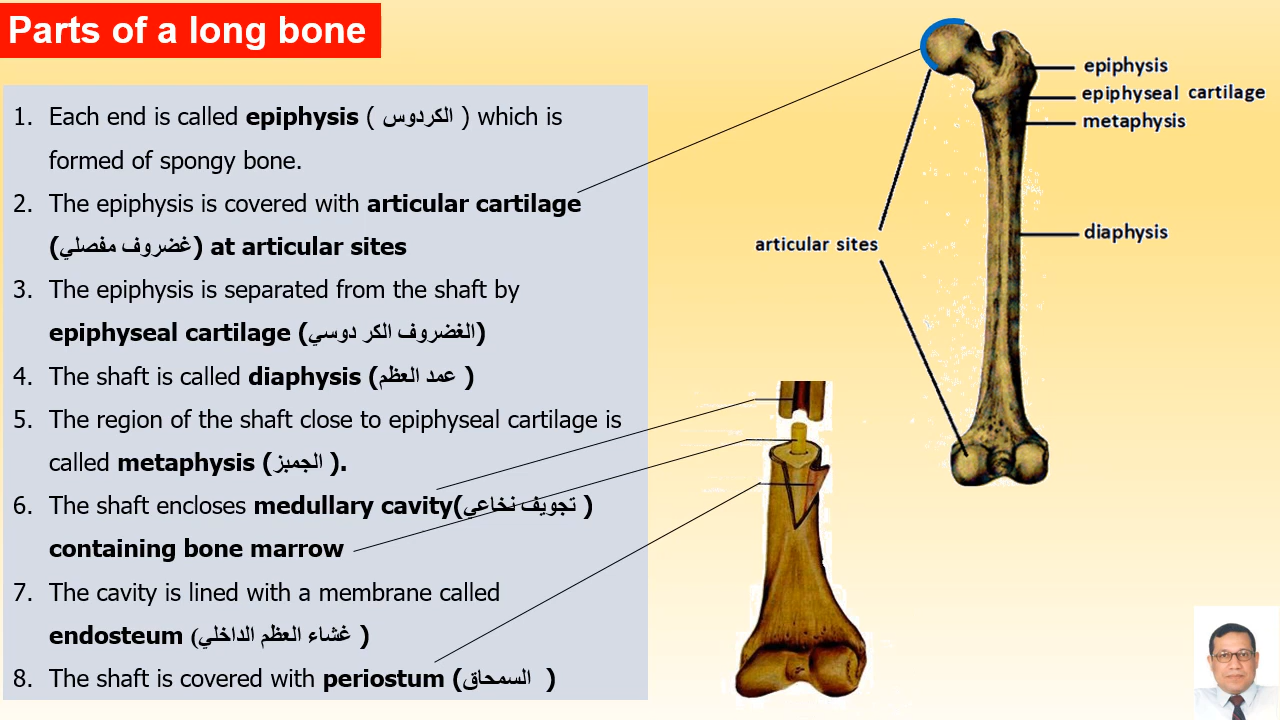 Parts of a long bone
1. Each end is called epiphysis ( الكردوس ) which is
formed of spongy bone.
2. The epiphysis is covered with articular cartilage
(غضروف مفصلي) at articular sites
3. The epiphysis is separated from the shaft by
epiphyseal cartilage (الغضروف الكر دوسي)
4. The shaft is called diaphysis (عمد العظم )
5. The region of the shaft close to epiphyseal cartilage is
called metaphysis (الجمبز ).
6. The shaft encloses medullary cavity(تجويف نخاعي )
containing bone marrow
7. The cavity is lined with a membrane called
endosteum (غشاء العظم الداخلي )
8. The shaft is covered with periostum (السمحاق )
epiphysis
epiphyseal cartilage
metaphysis
diaphysis
articular sites